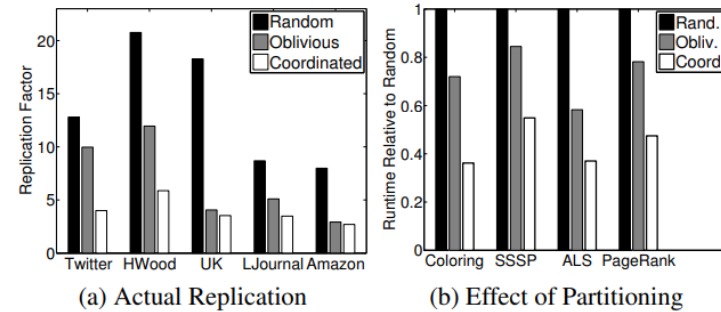 Replication Factor
20
15
10
5
0
Random
Oblivious
Coordinated
Twitter HWood UK LJournal Amazon
(a) Actual Replication
Runtime Relative to Random
1
0.8
0.6
0.4
0.2
0
Rand.
Obliv.
Coord
Coloring SSSP ALS PageRank
(b) Effect of Partitioning